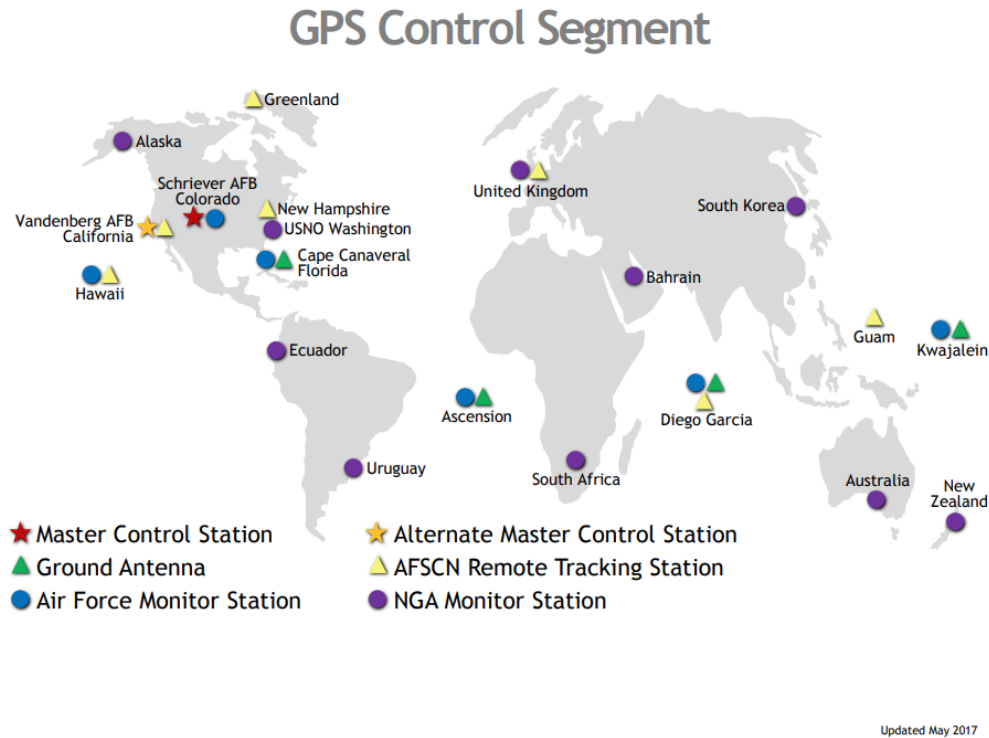 GPS Control Segment
Greenland
Alaska
Schriever AFB
Colorado
United Kingdom
New Hampshire
South Korea
Vandenberg AFB
California
USNO Washington
Cape Canaveral
Florida
Bahrain
Hawaii
Guam
Kwajalein
Ecuador
Ascension
Diego Garcia
Uruguay
South Africa
Australia
New
Zealand
Master Control Station
Alternate Master Control Station
Ground Antenna
AFSCN Remote Tracking Station
Air Force Monitor Station
NGA Monitor Station
Updated May 2017